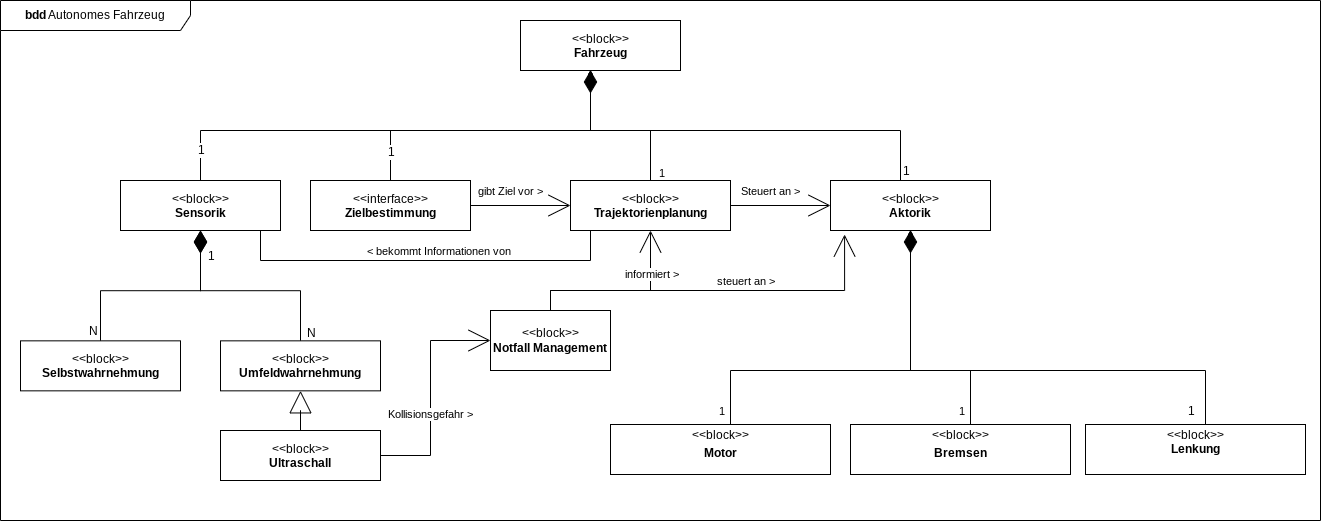 bdd Autonomes Fahrzeug
<<block>>
Fahrzeug
1
1
1
1
<<block>>
Sensorik
<<interface>>
Zielbestimmung
gibt Ziel vor >
<<block>>
Trajektorienplanung
Steuert an >
<<block>>
Aktorik
< bekommt Informationen von
1
informiert >
steuert an >
N
N
<<block>>
Selbstwahrnehmung
<<block>>
Umfeldwahrnehmung
<<block>>
Notfall Management
Kollisionsgefahr >
1
1
1
<<block>>
Ultraschall
<<block>>
Motor
<<block>>
Bremsen
<<block>>
Lenkung